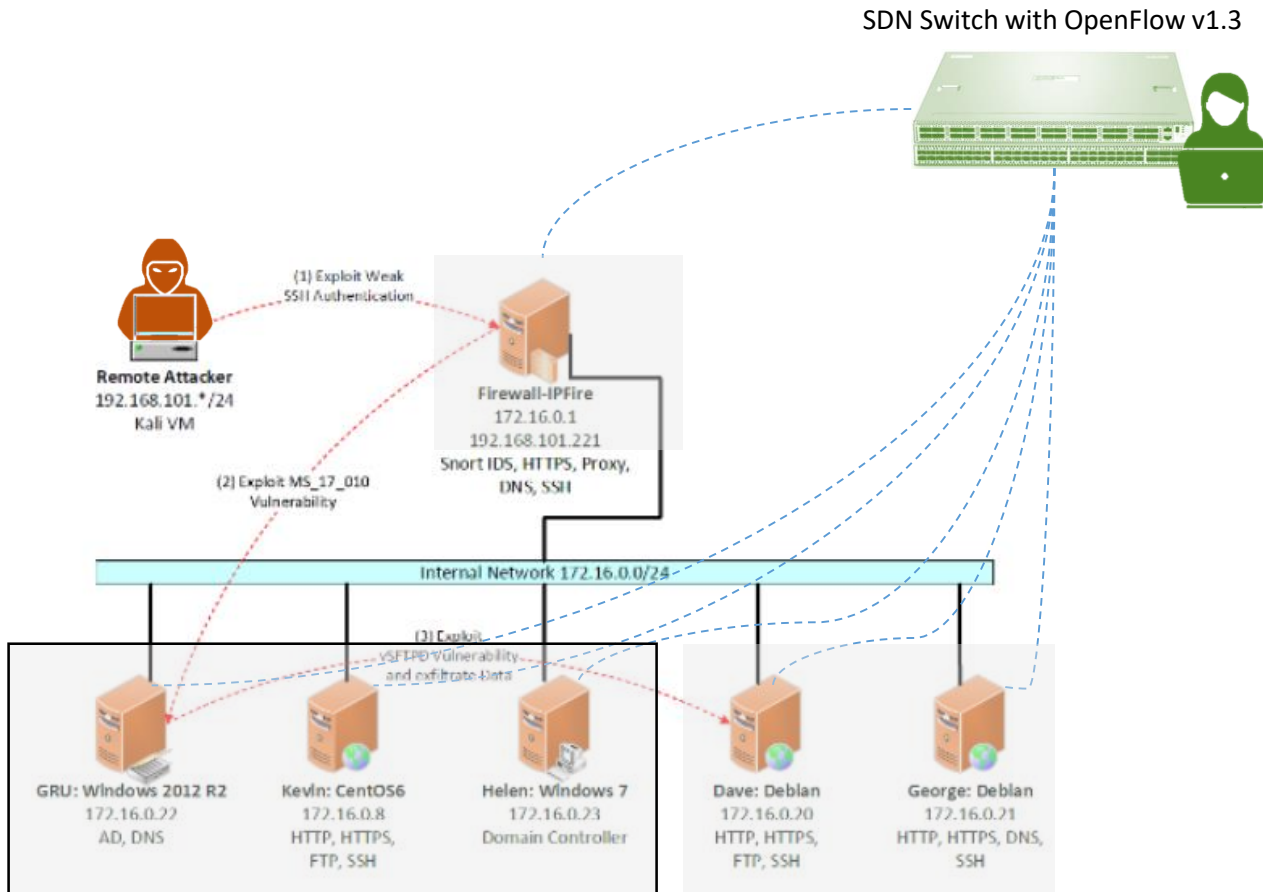 SDN Switch with OpenFlow v1.3
(1) Exploit Weak
SSH Authentication
Remote Attacker
192.168.101.*/24
Kali VM
Firewall-IPFire
172.16.0.1
192.168.101.221
Snort IDS, HTTPS, Proxy,
DNS, SSH
(2) Exploit MS_17_010
Vulnerability
Internal Network 172.16.0.0/24
(3) Exploit
vSFTPD Vulnerability
and exfiltrate Data
GRU: Windows 2012 R2
172.16.0.22
AD, DNS
Kevin: CentOS6
172.16.0.8
HTTP, HTTPS,
FTP, SSH
Helen: Windows 7
172.16.0.23
Domain Controller
Dave: Debian
172.16.0.20
HTTP, HTTPS,
FTP, SSH
George: Debian
172.16.0.21
HTTP, HTTPS, DNS,
SSH